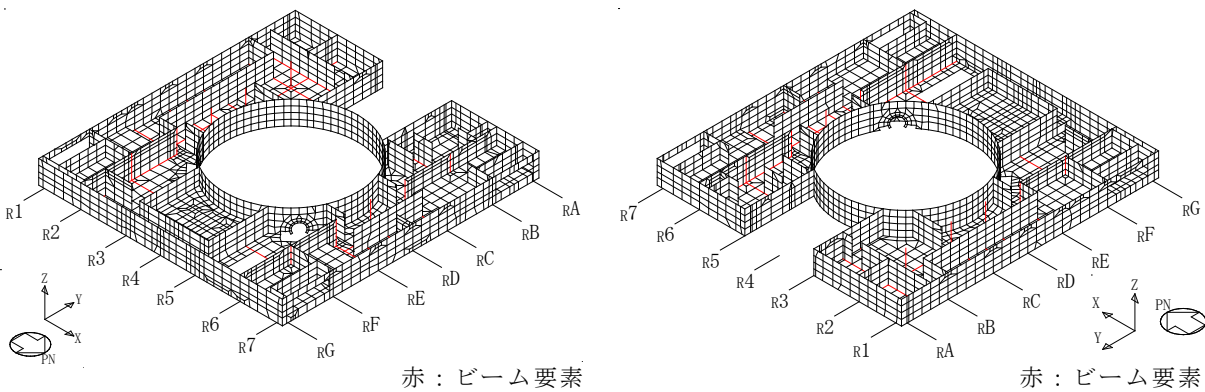 R1
R2
R3
R4
R5
R6
R7
RA
RB
RC
RD
RE
RF
RG
Z
Y
X
PN
赤：ビーム要素
R7
R6
R5
R4
R3
R2
R1
RG
RF
RE
RD
RC
RB
RA
Z
X
Y
PN
赤：ビーム要素